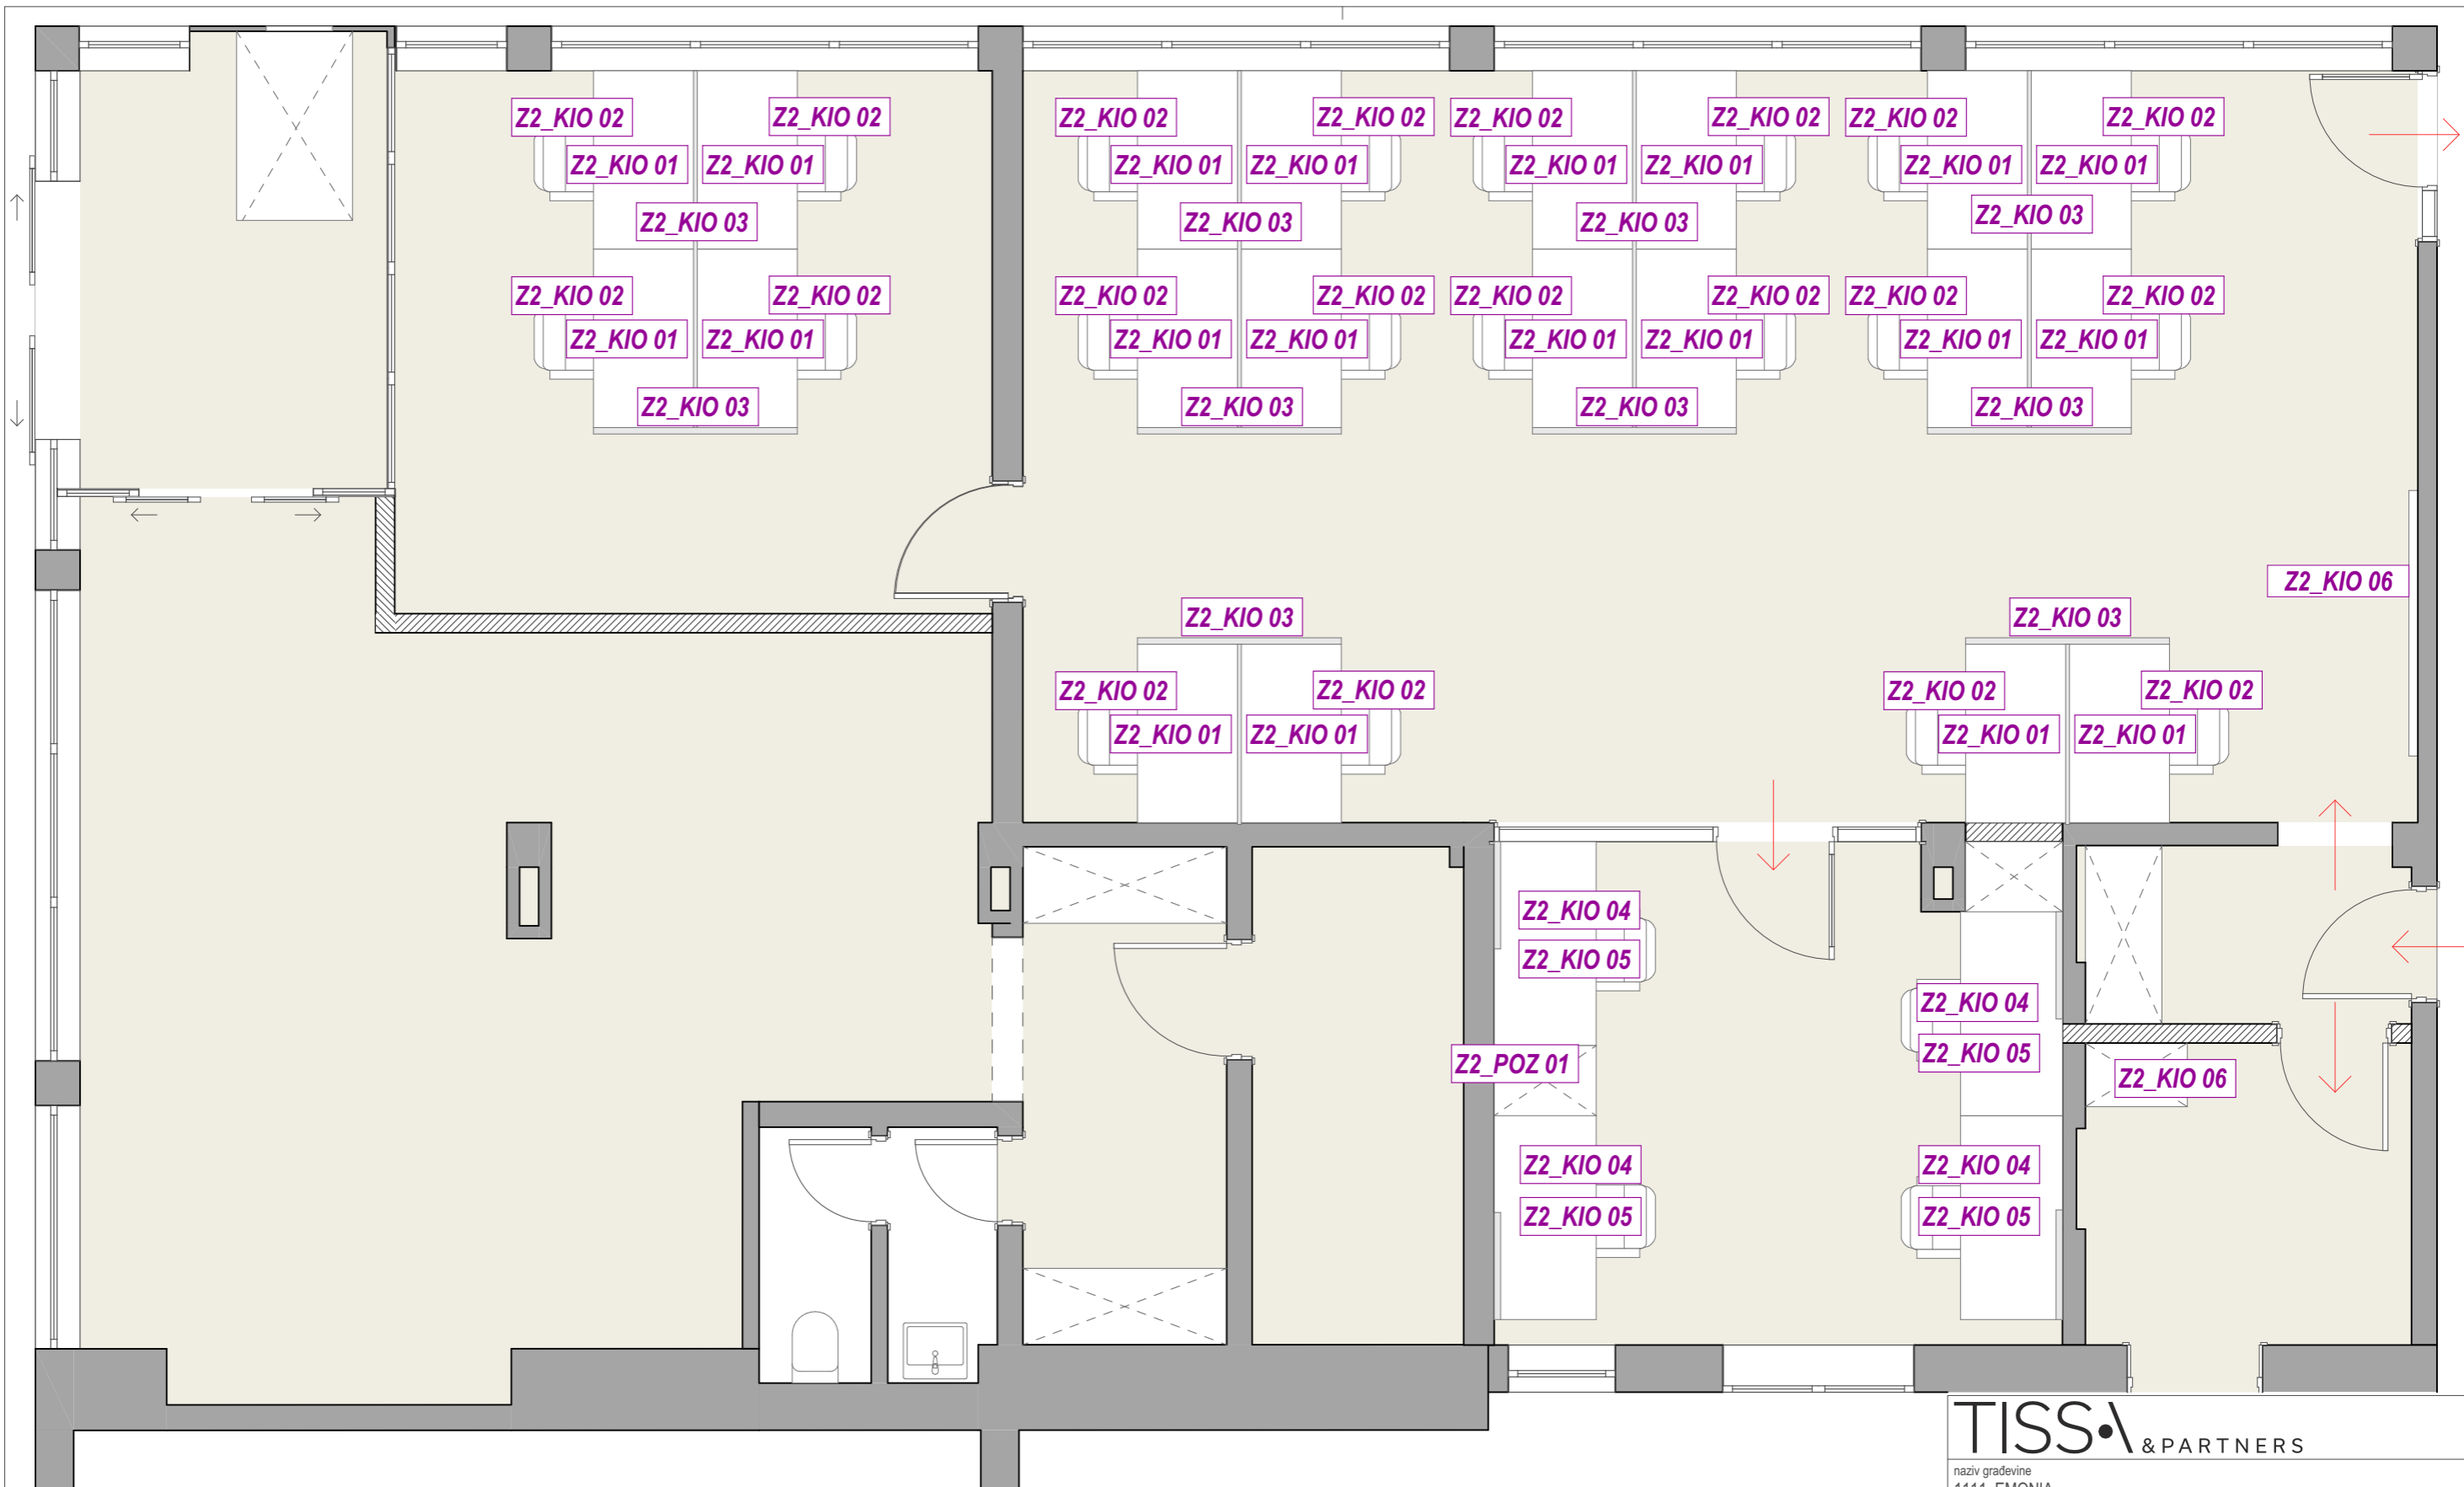 Z2_KIO 02 Z2_KIO 02 Z2_KIO 02 Z2_KIO 02 Z2_KIO 02 Z2_KIO 02 Z2_KIO 02 Z2_KIO 02
Z2_KIO 01 Z2_KIO 01 Z2_KIO 01 Z2_KIO 01 Z2_KIO 01 Z2_KIO 01 Z2_KIO 01 Z2_KIO 01
Z2_KIO 03 Z2_KIO 03 Z2_KIO 03 Z2_KIO 03
Z2_KIO 02 Z2_KIO 02 Z2_KIO 02 Z2_KIO 02 Z2_KIO 02 Z2_KIO 02 Z2_KIO 02 Z2_KIO 02
Z2_KIO 01 Z2_KIO 01 Z2_KIO 01 Z2_KIO 01 Z2_KIO 01 Z2_KIO 01 Z2_KIO 01 Z2_KIO 01
Z2_KIO 03 Z2_KIO 03 Z2_KIO 03 Z2_KIO 03
Z2_KIO 06
Z2_KIO 03 Z2_KIO 03
Z2_KIO 02 Z2_KIO 02 Z2_KIO 02 Z2_KIO 02
Z2_KIO 01 Z2_KIO 01 Z2_KIO 01 Z2_KIO 01
Z2_KIO 04
Z2_KIO 05
Z2_KIO 04
Z2_KIO 05
Z2_POZ 01
Z2_KIO 06
Z2_KIO 04 Z2_KIO 04
Z2_KIO 05 Z2_KIO 05
TISSA & PARTNERS
naziv građevine
1111_EMONIA